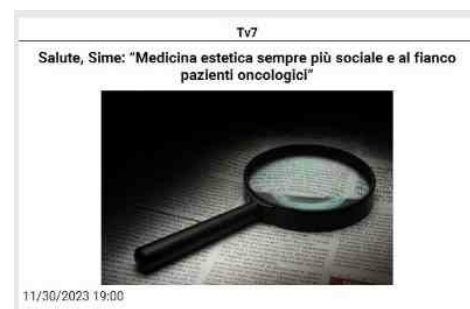 Tv7
Salute, Sime: "Medicina estetica sempre più sociale e al fianco
pazienti oncologici"
11/30/2023 19:00